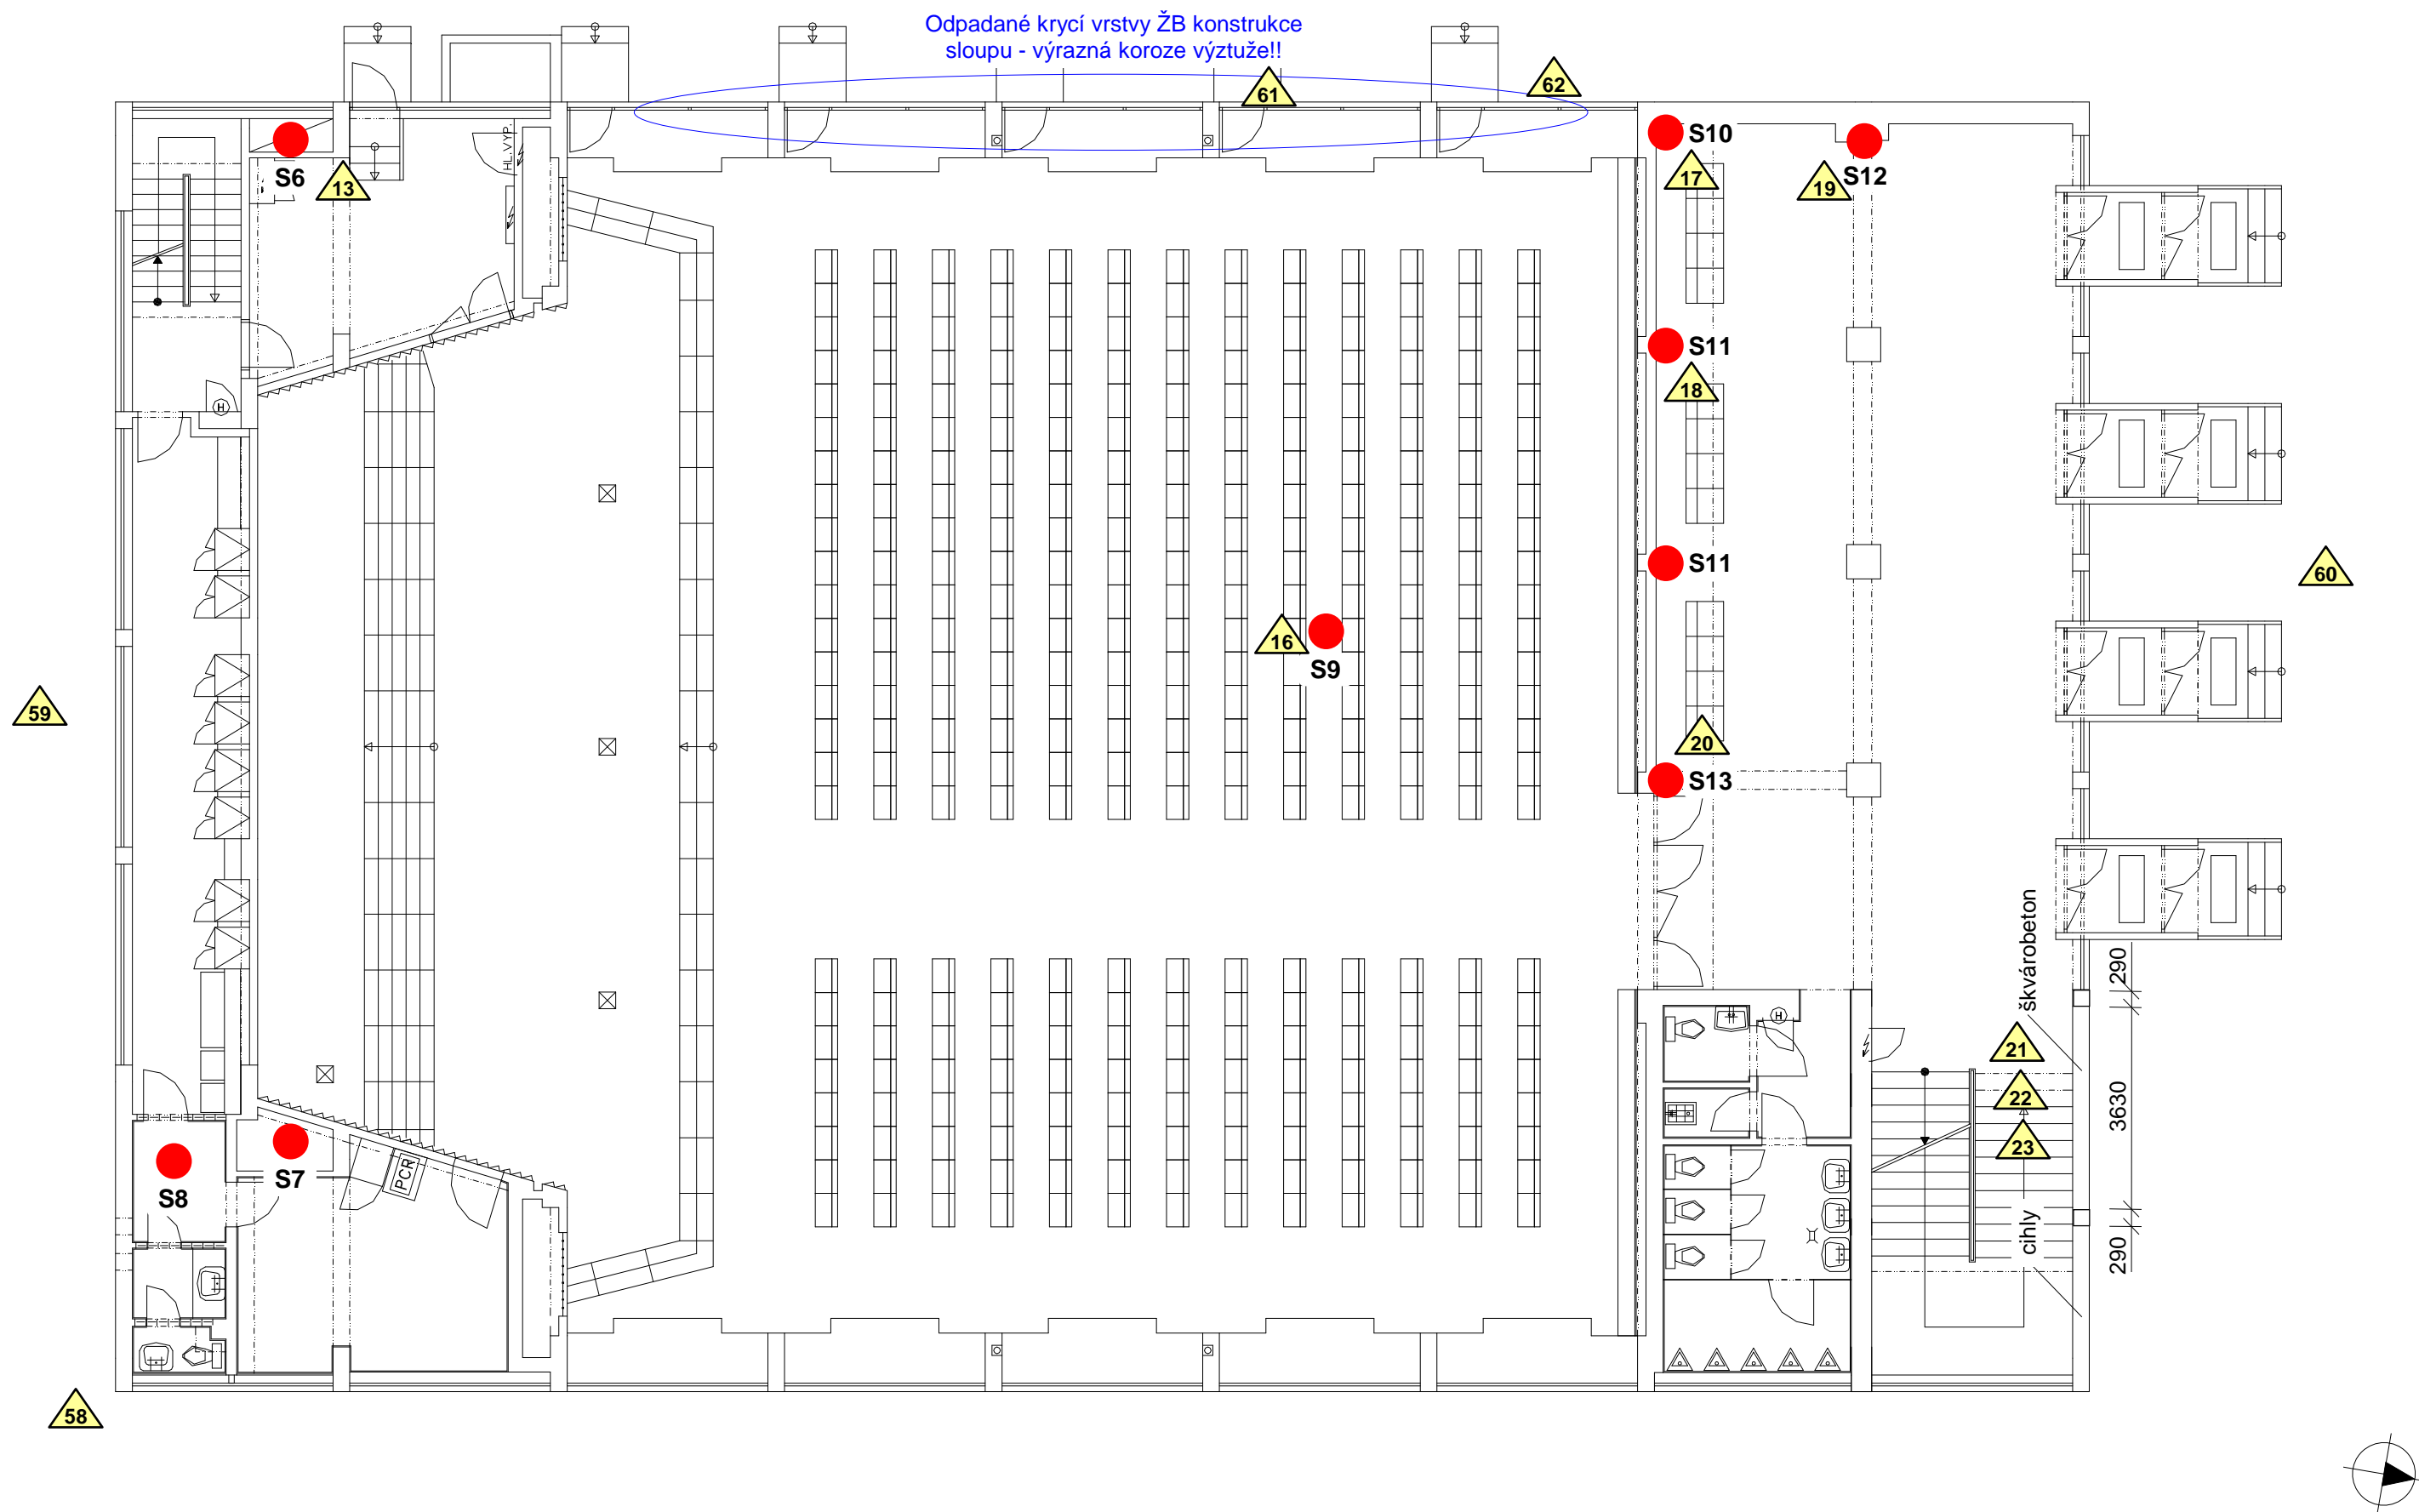 Odpadané krycí vrstvy ŽB konstrukce
sloupu - výrazná koroze výztuže!!
61
62
HL.VYP.
S6
13
S10
17
S12
19
S11
18
H
S11
60
16
S9
59
20
S13
škvárobeton
290
H
21
22
3630
23
S7
S8
PCR
cihly
290
58